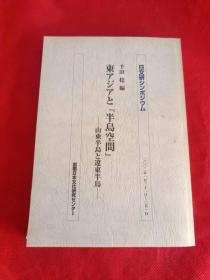 日文研シンポジウム
千田 稔 編
東アジアと「半島空間」
―山東半島と遼東半島―
国際日本文化研究センター